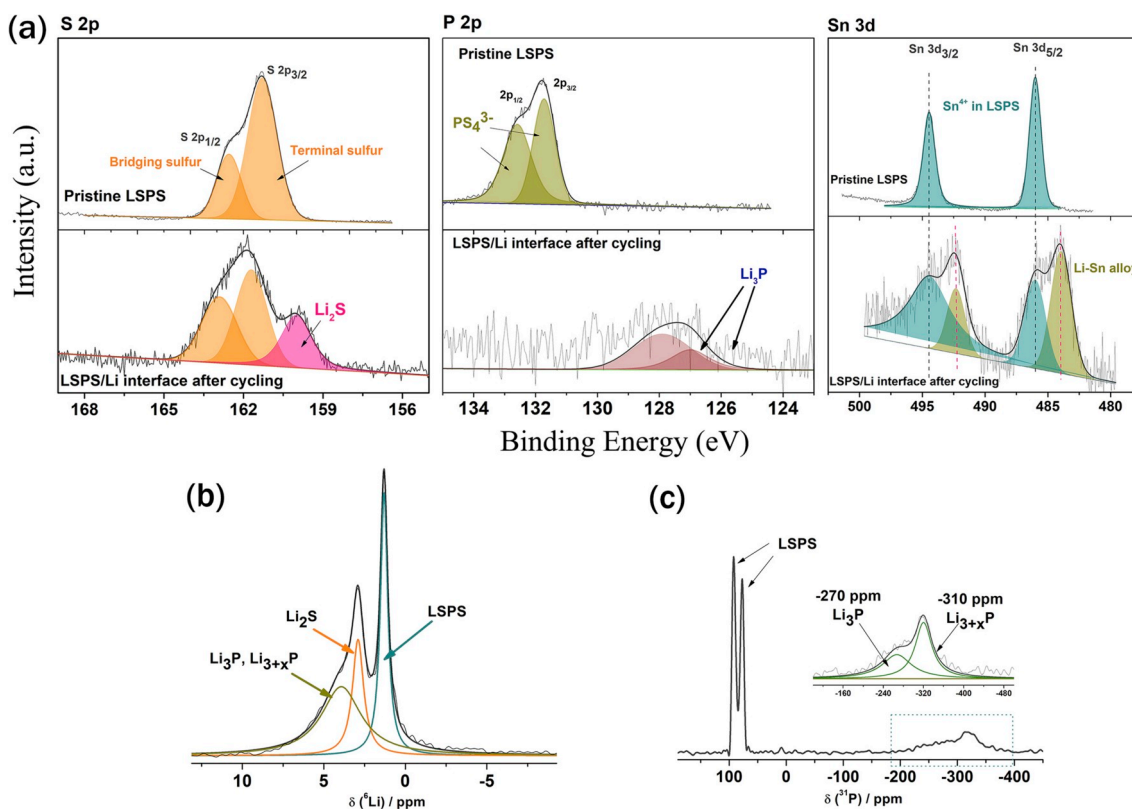 (a)
S 2p
P 2p
Sn 3d
Intensity (a.u.)
S 2p3/2
S 2p1/2
Bridging sulfur
Terminal sulfur
Pristine LSPS
Li2S
LSPS/Li interface after cycling
168 165 162 159 156
Pristine LSPS
2p1/2
2p3/2
PS4 3-
LSPS/Li interface after cycling
Li3P
134 132 130 128 126 124
Sn 3d3/2
Sn 3d5/2
Sn4+ in LSPS
Pristine LSPS
Li-Sn alloy
LSPS/Li interface after cycling
500 495 490 485 480
Binding Energy (eV)
(b)
Li2S
LSPS
Li3P, Li3+xP
10 5 0 -5
δ (6Li) / ppm
(c)
LSPS
-270 ppm
Li3P
-310 ppm
Li3+xP
-160 -240 -320 -400 -480
100 0 -100 -200 -300 -400
δ (31P) / ppm